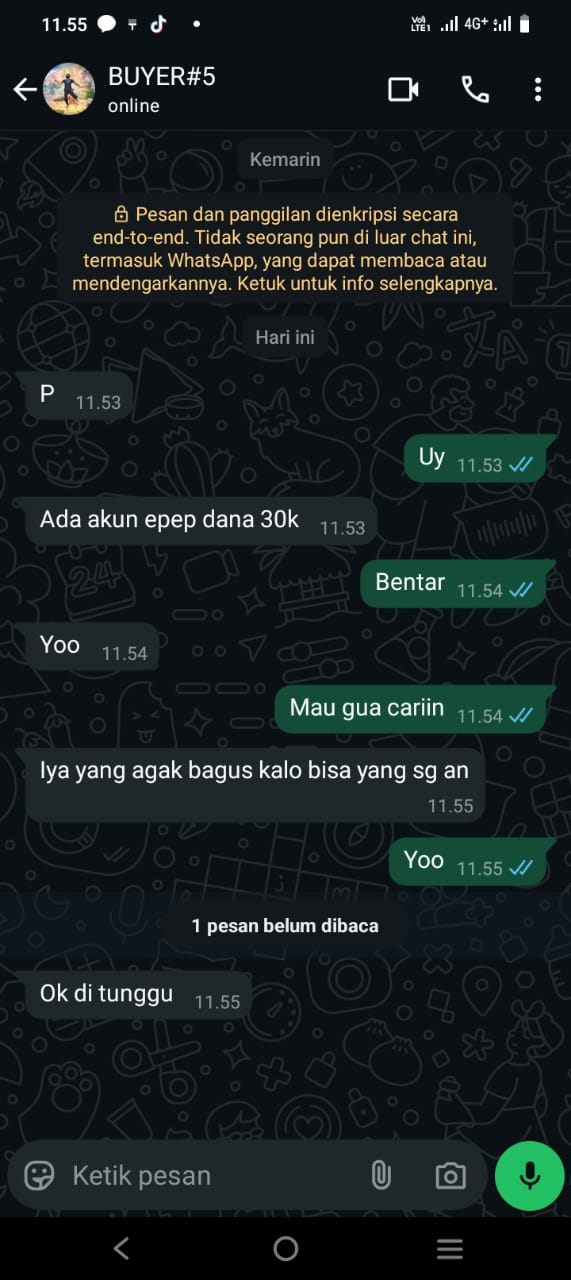 11.55
Vo))
LTE1
4G+
BUYER#5
online
Kemarin
Pesan dan panggilan dienkripsi secara
end-to-end. Tidak seorang pun di luar chat ini,
termasuk WhatsApp, yang dapat membaca atau
mendengarkannya. Ketuk untuk info selengkapnya.
Hari ini
P 11.53
Uy 11.53
Ada akun epep dana 30k 11.53
Bentar 11.54
Yoo 11.54
Mau gua cariin 11.54
Iya yang agak bagus kalo bisa yang sg an
11.55
Yoo 11.55
1 pesan belum dibaca
Ok di tunggu 11.55
Ketik pesan